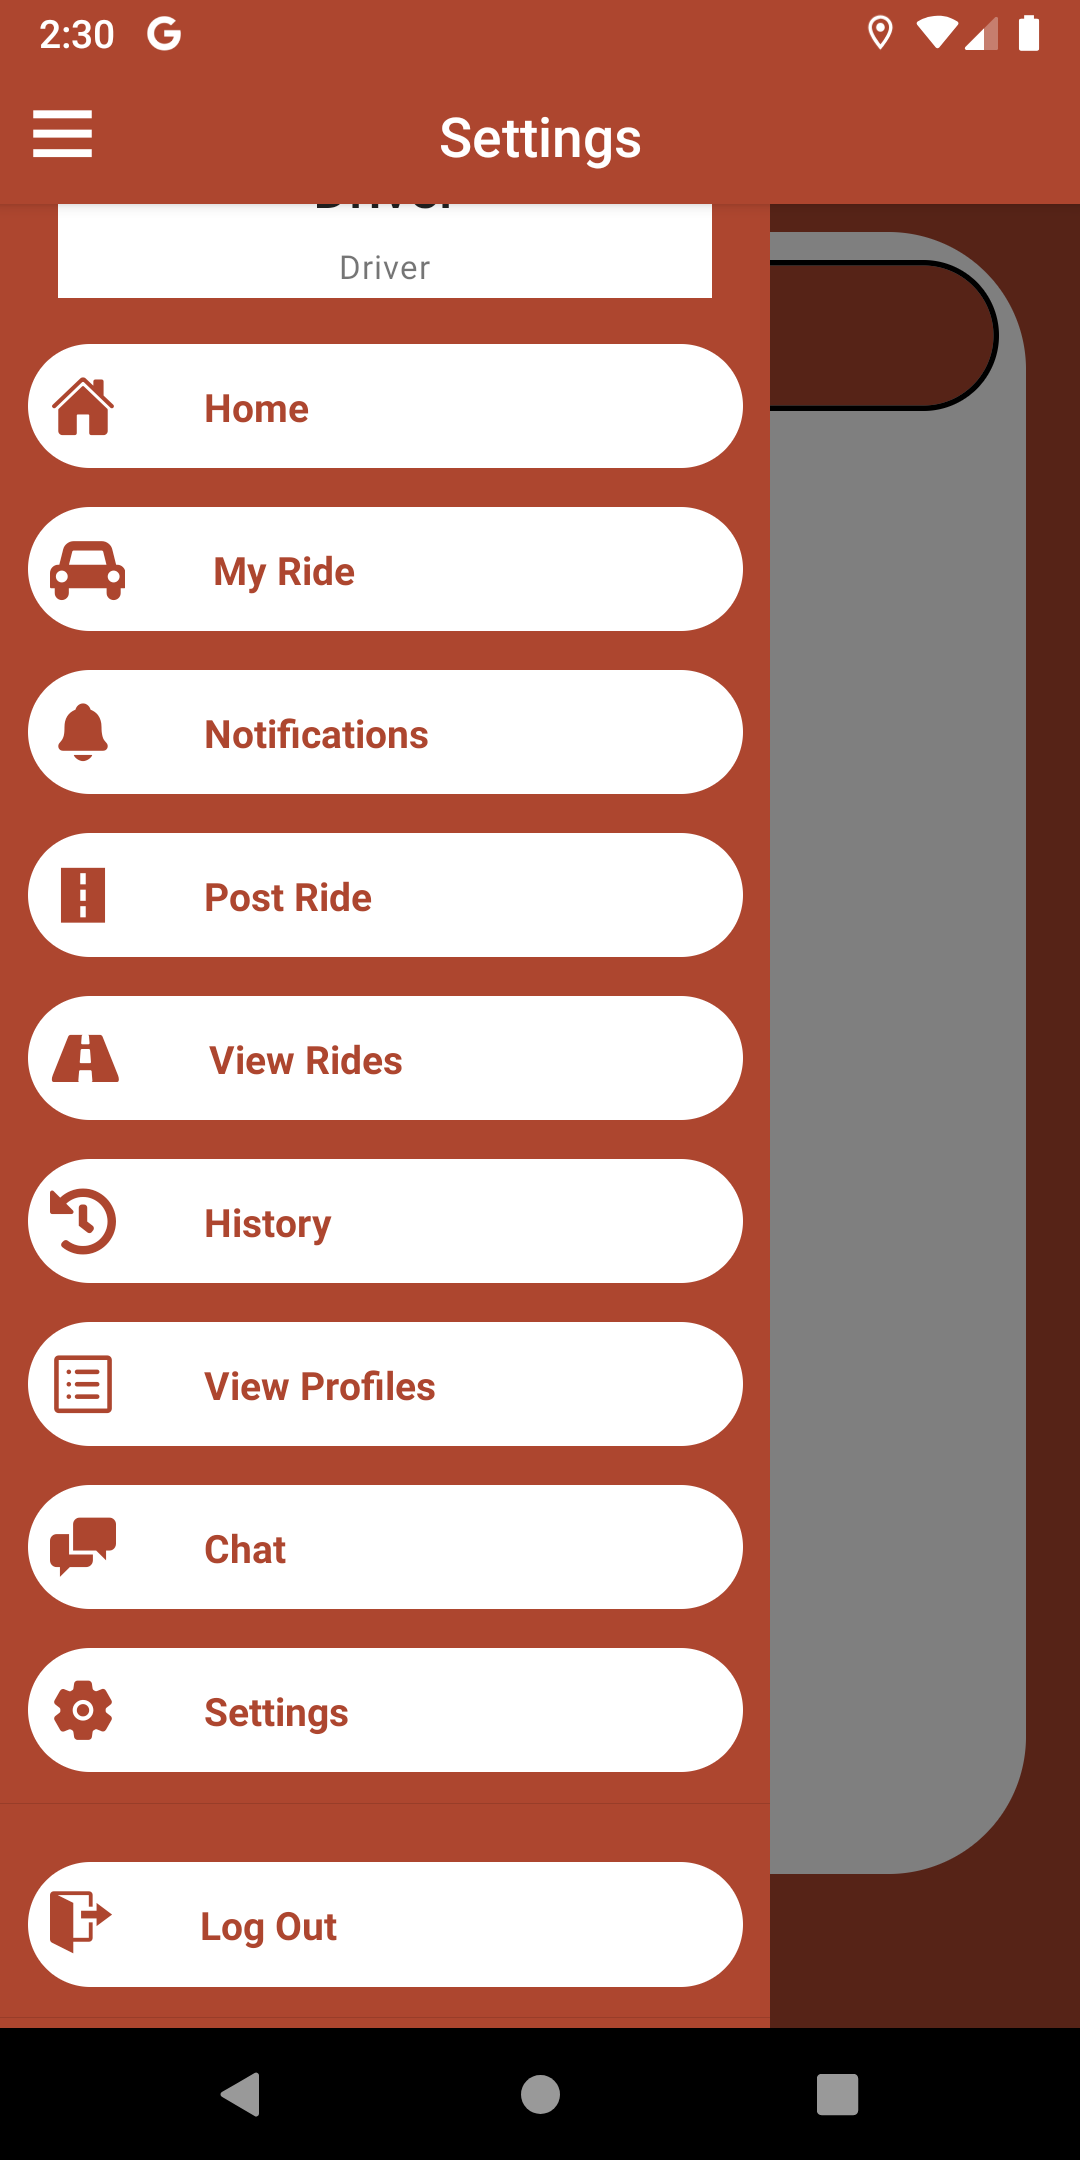 2:30
Settings
Driver
Driver
Home
My Ride
Notifications
Post Ride
View Rides
History
View Profiles
Chat
Settings
Log Out